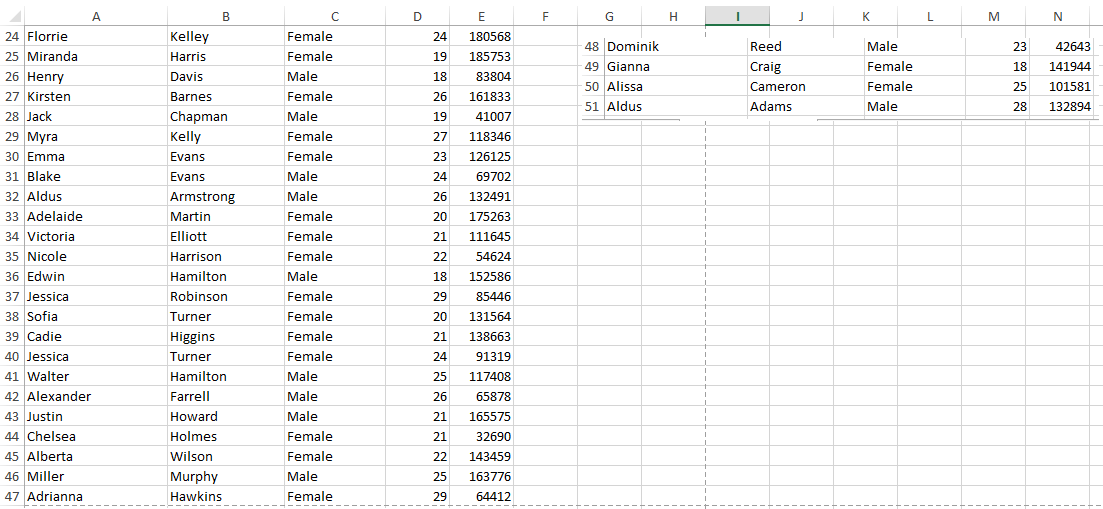 A B C D E F G H I J K L M N
24 Florrie Kelley Female 24 180568
25 Miranda Harris Female 19 185753
26 Henry Davis Male 18 83804
27 Kirsten Barnes Female 26 161833
28 Jack Chapman Male 19 41007
29 Myra Kelly Female 27 118346
30 Emma Evans Female 23 126125
31 Blake Evans Male 24 69702
32 Aldus Armstrong Male 26 132491
33 Adelaide Martin Female 20 175263
34 Victoria Elliott Female 21 111645
35 Nicole Harrison Female 22 54624
36 Edwin Hamilton Male 18 152586
37 Jessica Robinson Female 29 85446
38 Sofia Turner Female 20 131564
39 Cadie Higgins Female 21 138663
40 Jessica Turner Female 24 91319
41 Walter Hamilton Male 25 117408
42 Alexander Farrell Male 26 65878
43 Justin Howard Male 21 165575
44 Chelsea Holmes Female 21 32690
45 Alberta Wilson Female 22 143459
46 Miller Murphy Male 25 163776
47 Adrianna Hawkins Female 29 64412
48 Dominik Reed Male 23 42643
49 Gianna Craig Female 18 141944
50 Alissa Cameron Female 25 101581
51 Aldus Adams Male 28 132894